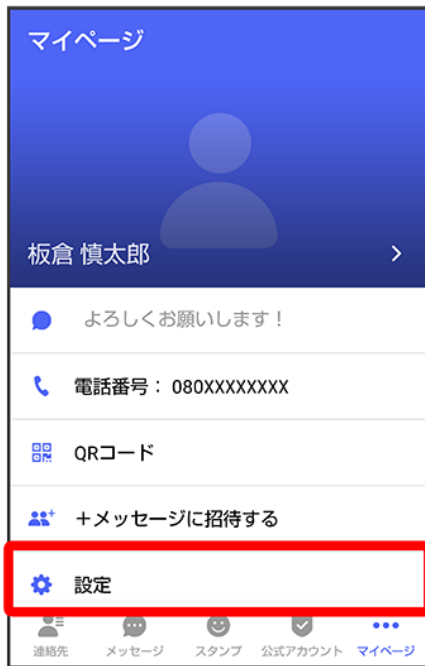 マイページ
板倉 慎太郎
よろしくお願いします！
電話番号： 080XXXXXXXX
QRコード
＋メッセージに招待する
設定
連絡先 メッセージ スタンプ 公式アカウント マイページ